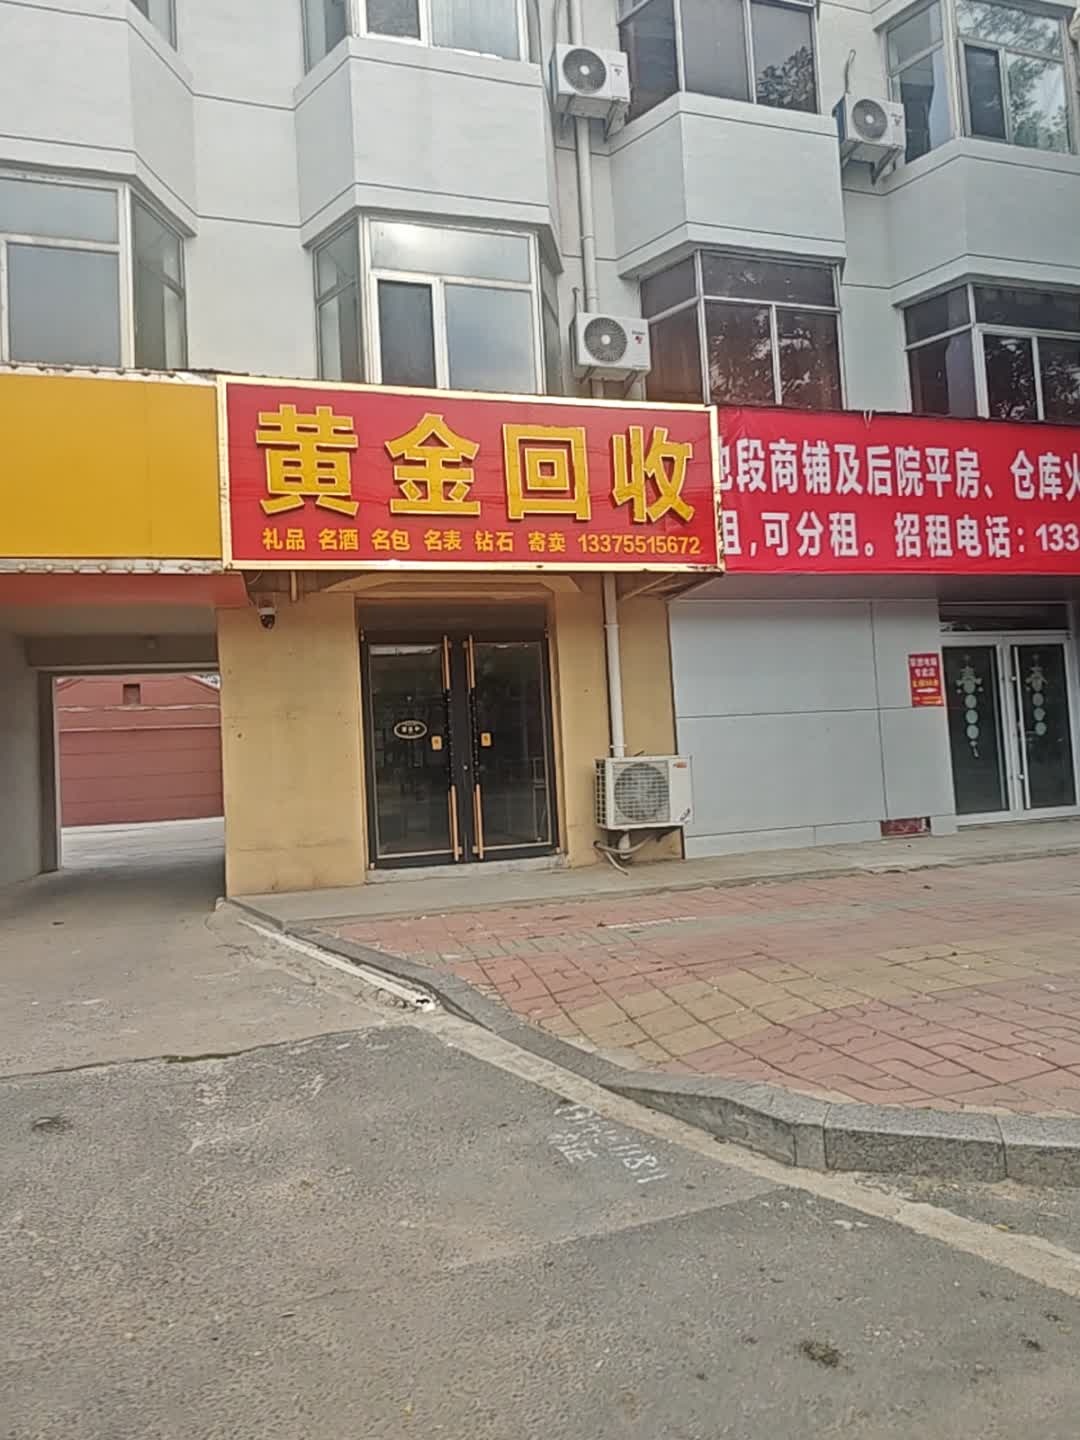 黄金回收
礼品 名酒 名包 名表 钻石 寄卖 13375515672
段商铺及后院平房、仓库火
租,可分租。招租电话:133